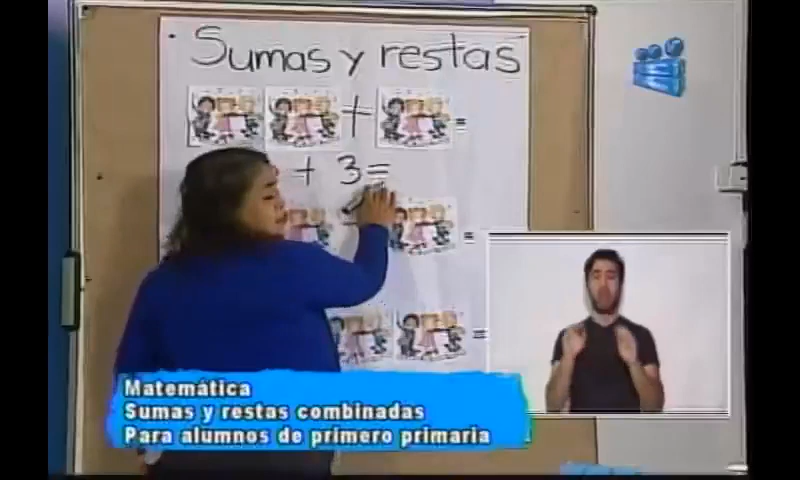 Sumas y restas
+ =
+ 3 =
=
=
Matemática
Sumas y restas combinadas
Para alumnos de primero primaria